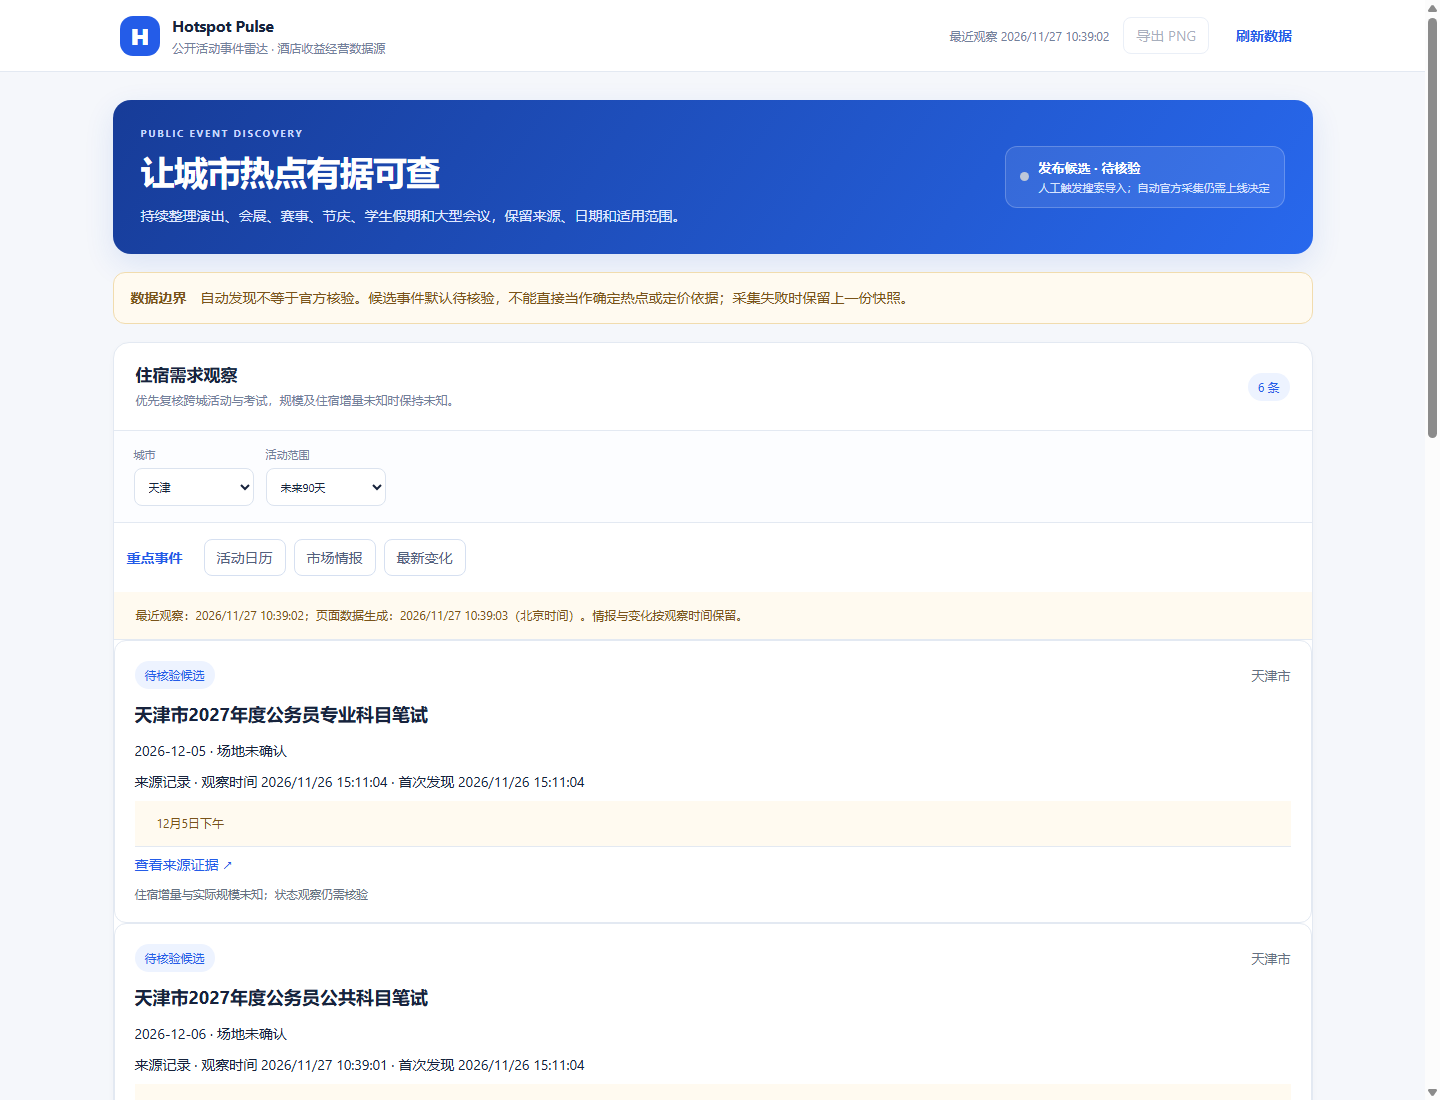 H
Hotspot Pulse
公开活动事件雷达 · 酒店收益经营数据源
最近观察 2026/11/27 10:39:02
导出 PNG
刷新数据
PUBLIC EVENT DISCOVERY
让城市热点有据可查
持续整理演出、会展、赛事、节庆、学生假期和大型会议，保留来源、日期和适用范围。
发布候选 · 待核验
人工触发搜索导入；自动官方采集仍需上线决定
数据边界 自动发现不等于官方核验。候选事件默认待核验，不能直接当作确定热点或定价依据；采集失败时保留上一份快照。
住宿需求观察
优先复核跨城活动与考试，规模及住宿增量未知时保持未知。
6 条
城市
活动范围
天津
未来90天
重点事件
活动日历
市场情报
最新变化
最近观察：2026/11/27 10:39:02；页面数据生成：2026/11/27 10:39:03（北京时间）。情报与变化按观察时间保留。
待核验候选
天津市
天津市2027年度公务员专业科目笔试
2026-12-05 · 场地未确认
来源记录 · 观察时间 2026/11/26 15:11:04 · 首次发现 2026/11/26 15:11:04
12月5日下午
查看来源证据 ↗
住宿增量与实际规模未知；状态观察仍需核验
待核验候选
天津市
天津市2027年度公务员公共科目笔试
2026-12-06 · 场地未确认
来源记录 · 观察时间 2026/11/27 10:39:01 · 首次发现 2026/11/26 15:11:04